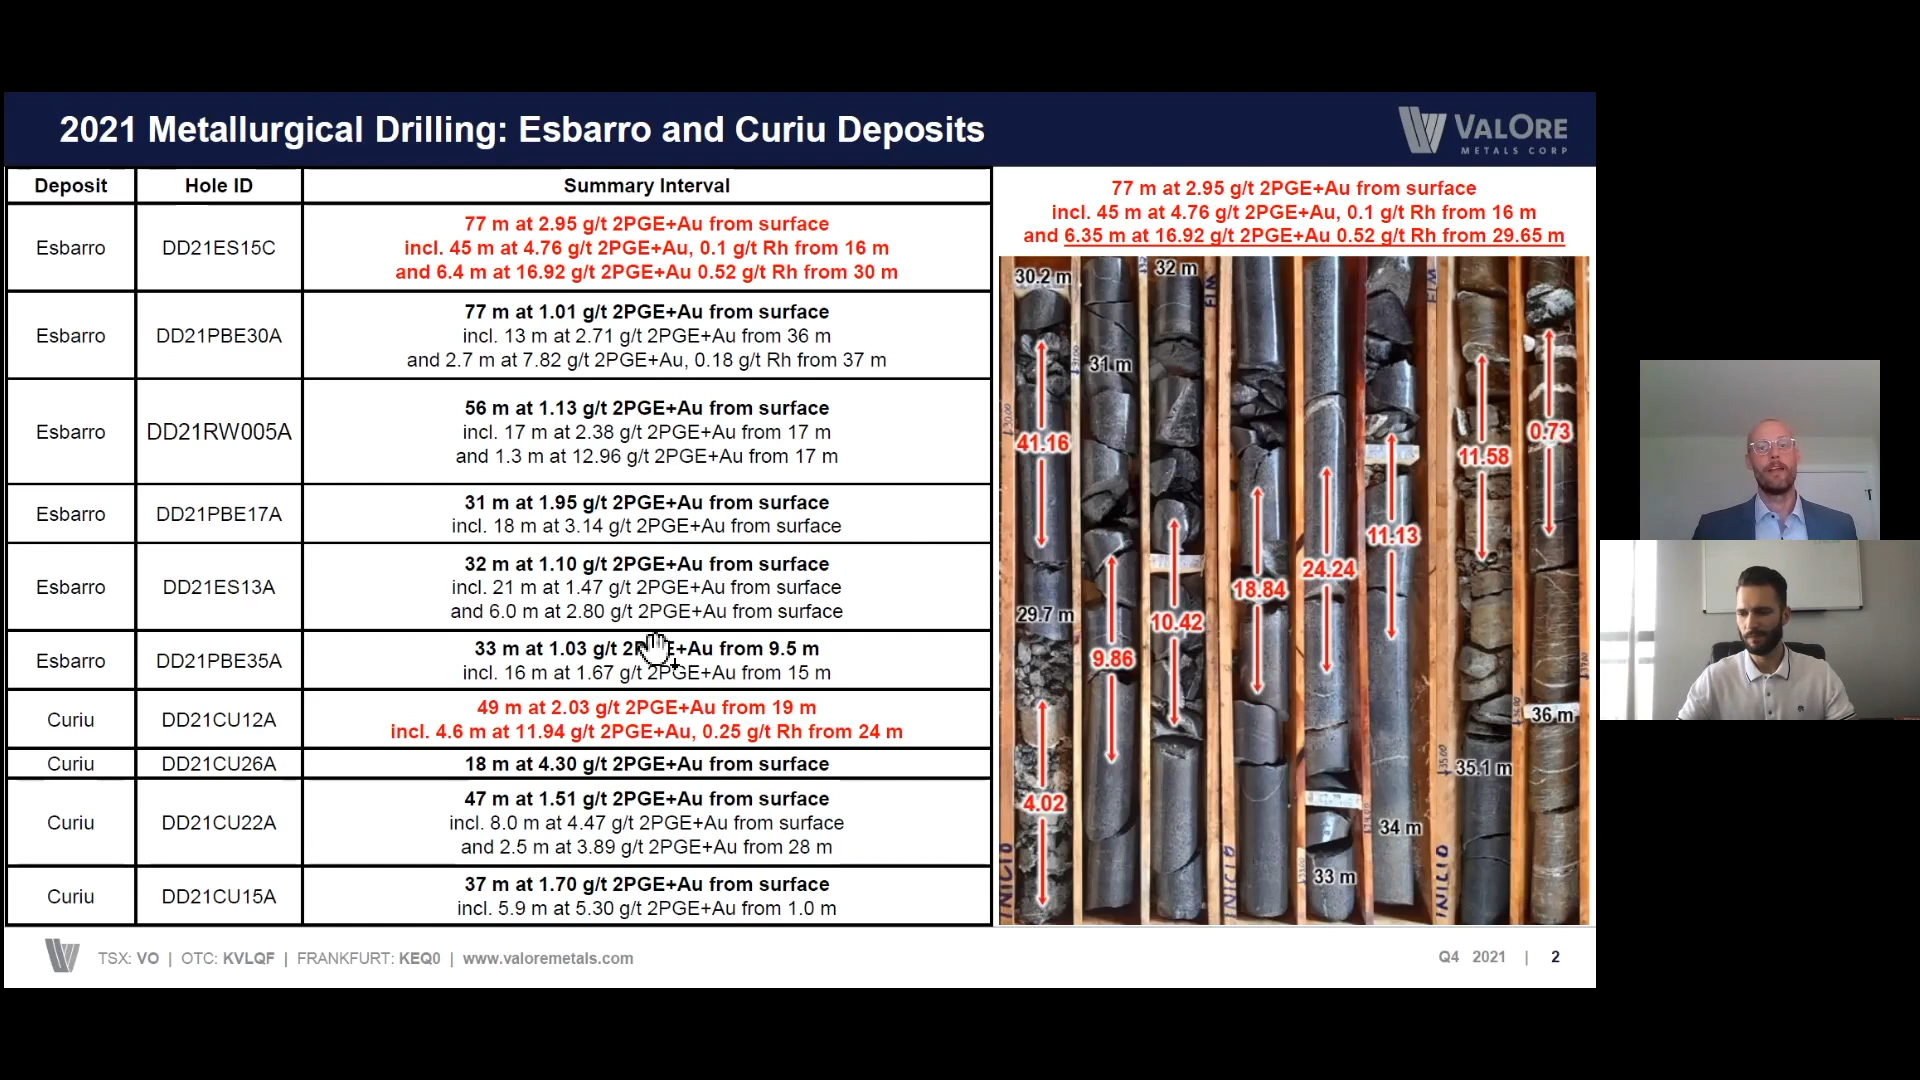 2021 Metallurgical Drilling: Esbarro and Curiu Deposits
VALORE
METALS CORP
Deposit Hole ID Summary Interval
Esbarro DD21ES15C
77 m at 2.95 g/t 2PGE+Au from surface
incl. 45 m at 4.76 g/t 2PGE+Au, 0.1 g/t Rh from 16 m
and 6.4 m at 16.92 g/t 2PGE+Au 0.52 g/t Rh from 30 m
Esbarro DD21PBE30A
77 m at 1.01 g/t 2PGE+Au from surface
incl. 13 m at 2.71 g/t 2PGE+Au from 36 m
and 2.7 m at 7.82 g/t 2PGE+Au, 0.18 g/t Rh from 37 m
Esbarro DD21RW005A
56 m at 1.13 g/t 2PGE+Au from surface
incl. 17 m at 2.38 g/t 2PGE+Au from 17 m
and 1.3 m at 12.96 g/t 2PGE+Au from 17 m
Esbarro DD21PBE17A
31 m at 1.95 g/t 2PGE+Au from surface
incl. 18 m at 3.14 g/t 2PGE+Au from surface
Esbarro DD21ES13A
32 m at 1.10 g/t 2PGE+Au from surface
incl. 21 m at 1.47 g/t 2PGE+Au from surface
and 6.0 m at 2.80 g/t 2PGE+Au from surface
Esbarro DD21PBE35A
33 m at 1.03 g/t 2PGE+Au from 9.5 m
incl. 16 m at 1.67 g/t 2PGE+Au from 15 m
Curiu DD21CU12A
49 m at 2.03 g/t 2PGE+Au from 19 m
incl. 4.6 m at 11.94 g/t 2PGE+Au, 0.25 g/t Rh from 24 m
Curiu DD21CU26A
18 m at 4.30 g/t 2PGE+Au from surface
Curiu DD21CU22A
47 m at 1.51 g/t 2PGE+Au from surface
incl. 8.0 m at 4.47 g/t 2PGE+Au from surface
and 2.5 m at 3.89 g/t 2PGE+Au from 28 m
Curiu DD21CU15A
37 m at 1.70 g/t 2PGE+Au from surface
incl. 5.9 m at 5.30 g/t 2PGE+Au from 1.0 m
77 m at 2.95 g/t 2PGE+Au from surface
incl. 45 m at 4.76 g/t 2PGE+Au, 0.1 g/t Rh from 16 m
and 6.35 m at 16.92 g/t 2PGE+Au 0.52 g/t Rh from 29.65 m
30.2 m
41.16
29.7 m
4.02
INICIO
31 m
9.86
32 m
10.42
FIM
18.84
INICIO
24.24
33 m
11.13
34 m
FIM
INICIO
11.58
35.1 m
0.73
36 m
TSX: VO | OTC: KVLQF | FRANKFURT: KEQ0 | www.valoremetals.com
Q4 2021 | 2